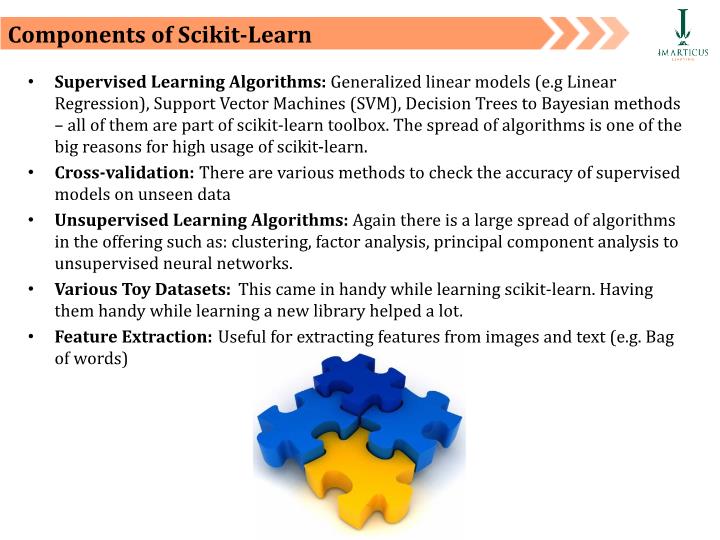 Components of Scikit-Learn
IMARTICUS
LEARNING
• Supervised Learning Algorithms: Generalized linear models (e.g Linear
Regression), Support Vector Machines (SVM), Decision Trees to Bayesian methods
– all of them are part of scikit-learn toolbox. The spread of algorithms is one of the
big reasons for high usage of scikit-learn.
• Cross-validation: There are various methods to check the accuracy of supervised
models on unseen data
• Unsupervised Learning Algorithms: Again there is a large spread of algorithms
in the offering such as: clustering, factor analysis, principal component analysis to
unsupervised neural networks.
• Various Toy Datasets: This came in handy while learning scikit-learn. Having
them handy while learning a new library helped a lot.
• Feature Extraction: Useful for extracting features from images and text (e.g. Bag
of words)